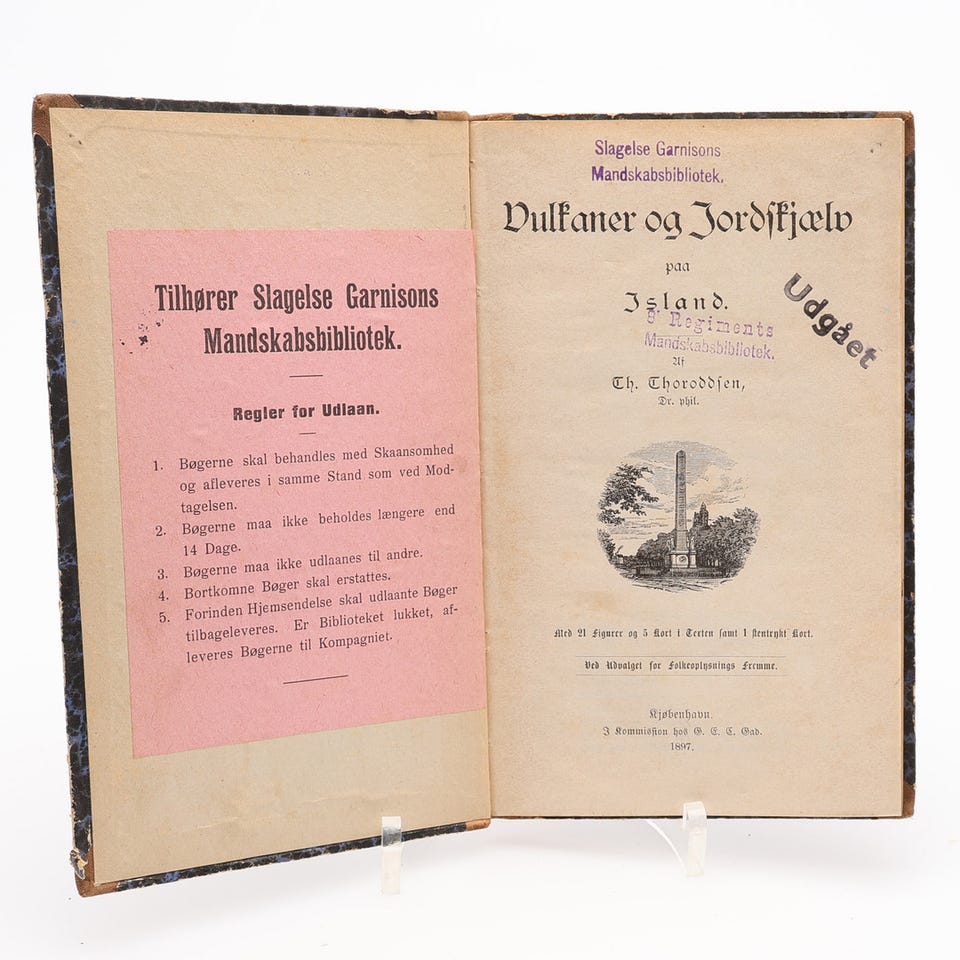 Tilhører Slagelse Garnisons
Mandskabsbibliotek.
Regler for Udlaan.
1. Bøgerne skal behandles med Skaansomhed
og afleveres i samme Stand som ved Mod-
tagelsen.
2. Bøgerne maa ikke beholdes længere end
14 Dage.
3. Bøgerne maa ikke udlaanes til andre.
4. Bortkomne Bøger skal erstattes.
5. Forinden Hjemsendelse skal udlaante Bøger
tilbageleveres. Er Biblioteket lukket, af-
leveres Bøgerne til Kompagniet.
Slagelse Garnisons
Mandskabsbibliotek.
Vulkaner og Jordskjælv
paa
Island.
8' Regiments
Mandskabsbibliotek.
Udgået
Af
Th. Thoroddsen,
Dr. phil.
Med 21 Figurer og 5 Kort i Texten samt 1 stentrykt Kort.
Ved Udvalget for Folkeoplysnings Fremme.
Kjøbenhavn.
I Kommission hos G. E. C. Gad.
1897.